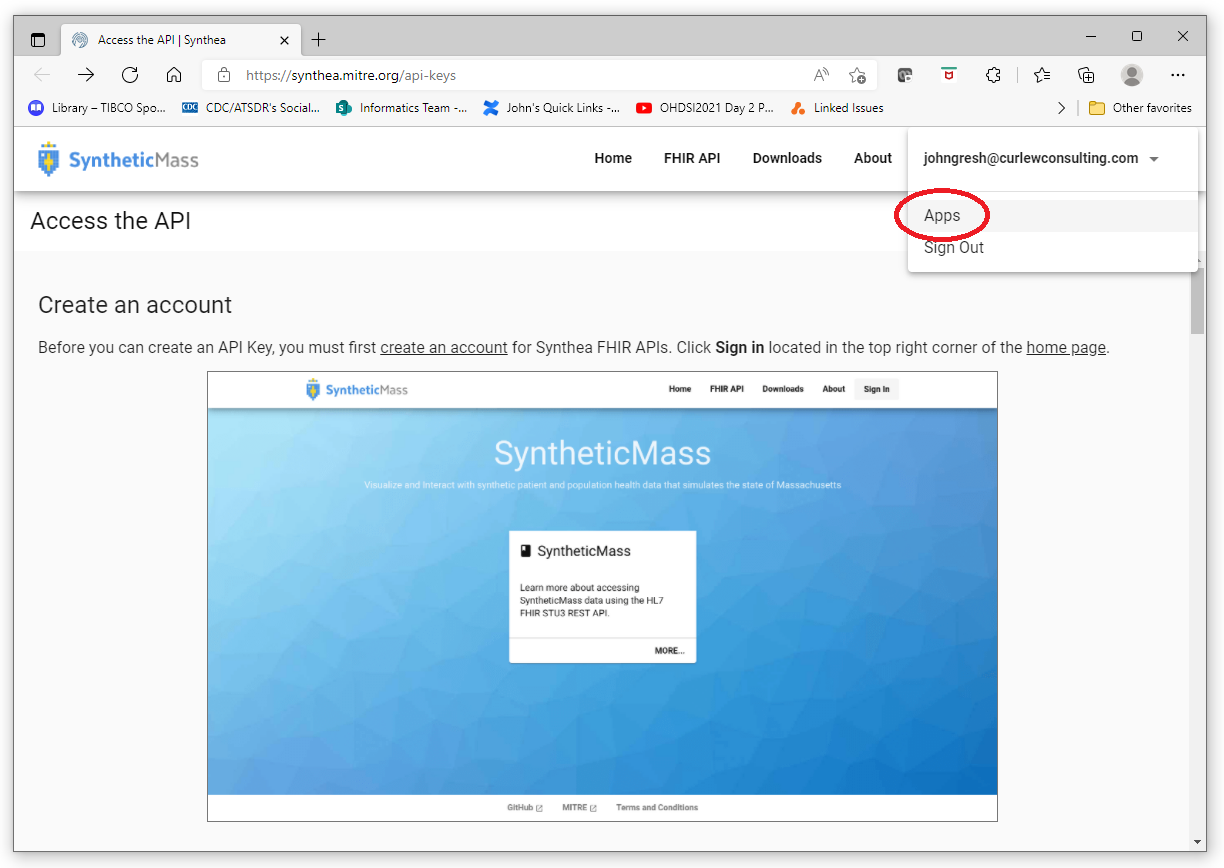 Access the API | Synthea
https://synthea.mitre.org/api-keys
Library – TIBCO Spo... CDC CDC/ATSDR's Social... Informatics Team -... John's Quick Links -... OHDSI2021 Day 2 P... Linked Issues Other favorites
SyntheticMass Home FHIR API Downloads About johngresh@curlewconsulting.com
Apps
Sign Out
Access the API
Create an account
Before you can create an API Key, you must first create an account for Synthea FHIR APIs. Click Sign in located in the top right corner of the home page.
SyntheticMass Home FHIR API Downloads About Sign In
SyntheticMass
Visualize and Interact with synthetic patient and population health data that simulates the state of Massachusetts
SyntheticMass
Learn more about accessing
SyntheticMass data using the HL7
FHIR STU3 REST API.
MORE...
GitHub MITRE Terms and Conditions